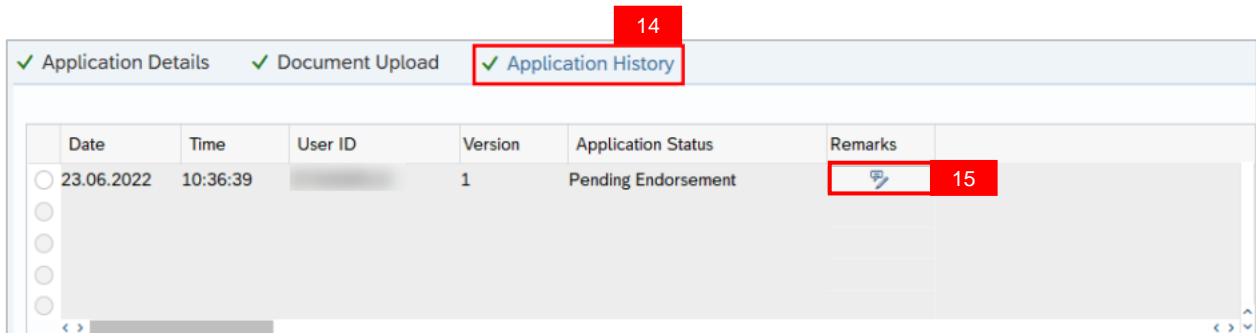 14
Application Details Document Upload Application History
Date Time User ID Version Application Status Remarks
23.06.2022 10:36:39 1 Pending Endorsement
15